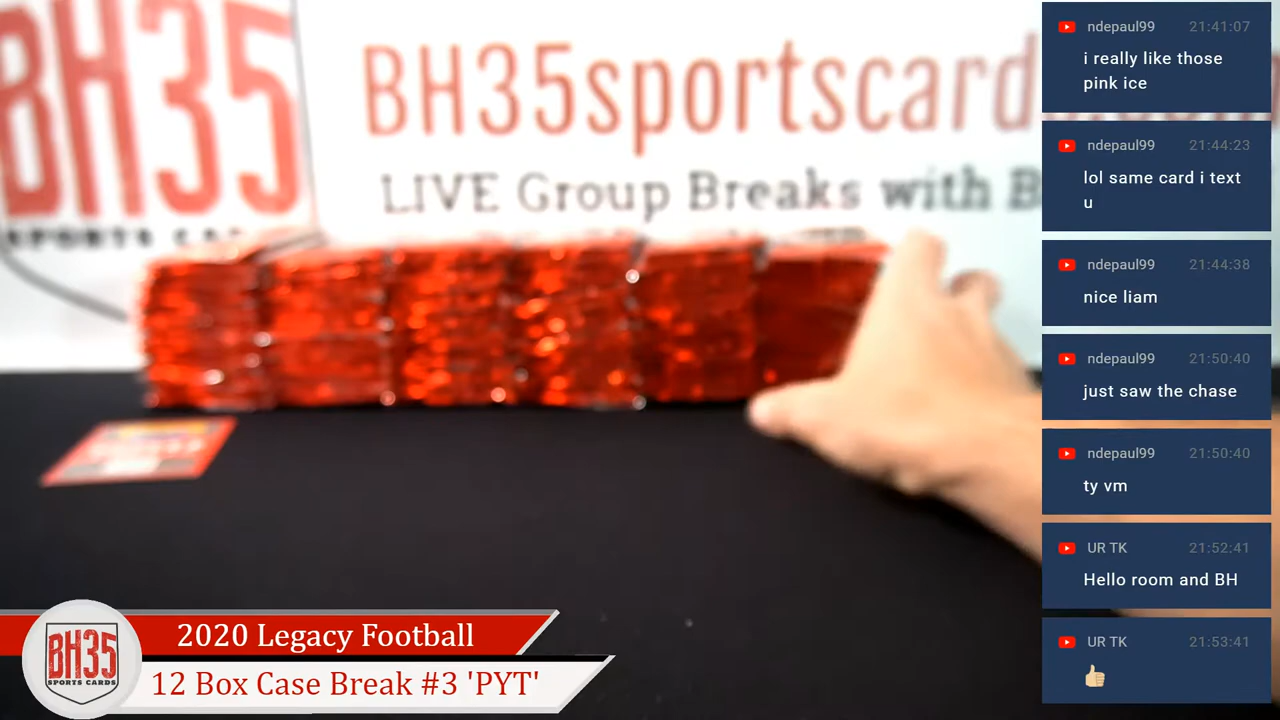 BH35
SPORTS CARDS
BH35sportscard
LIVE Group Breaks with B
ndepaul99 21:41:07
i really like those
pink ice
ndepaul99 21:44:23
lol same card i text
u
ndepaul99 21:44:38
nice liam
ndepaul99 21:50:40
just saw the chase
ndepaul99 21:50:40
ty vm
UR TK 21:52:41
Hello room and BH
UR TK 21:53:41
2020 Legacy Football
12 Box Case Break #3 'PYT'
BH35
SPORTS CARDS